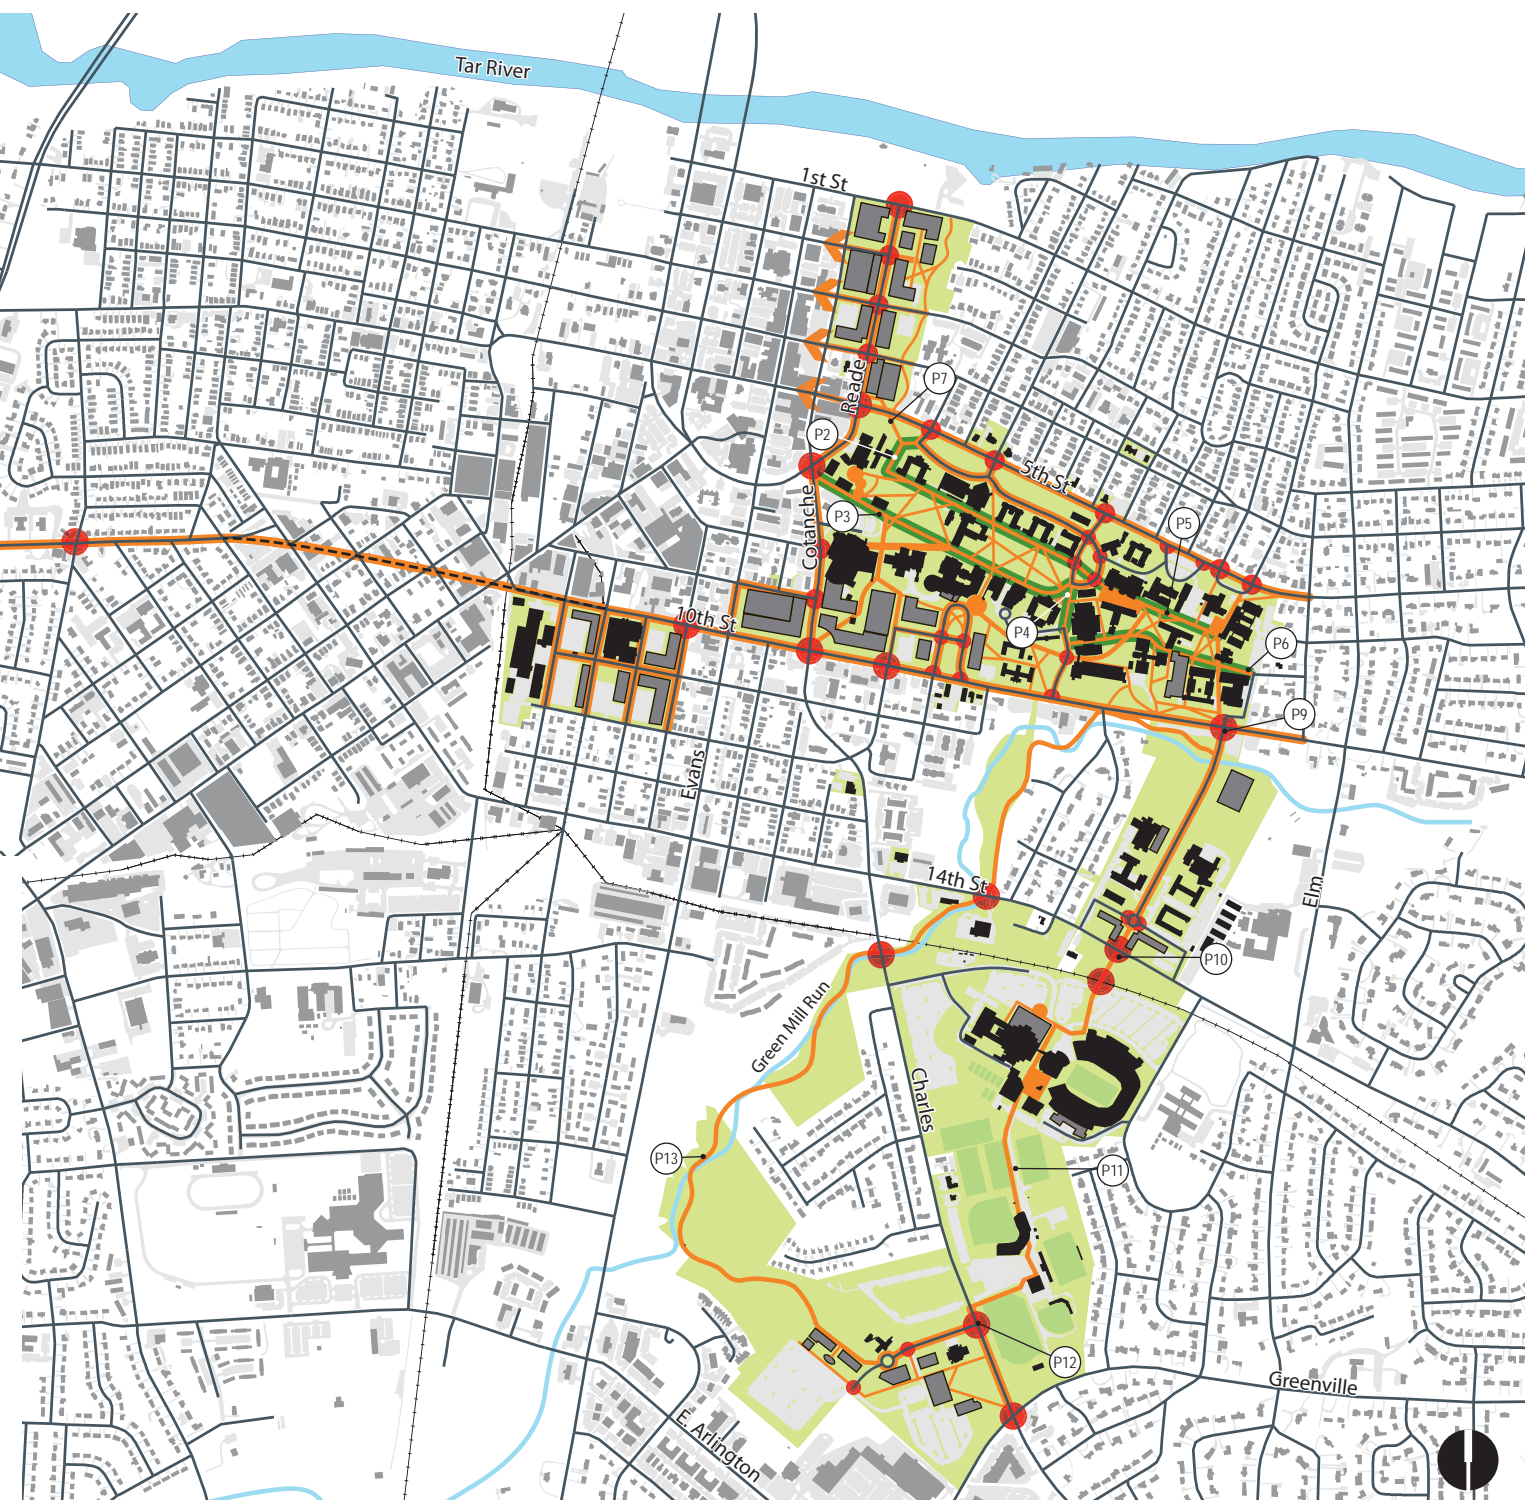 Tar River
1st St
P7
Reade
P2
5th St
Cotanche
P3
P5
10th St
P4
P6
P9
Evans
14th St
Elm
P10
Green Mill Run
Charles
P13
P11
P12
Greenville
E. Arlington